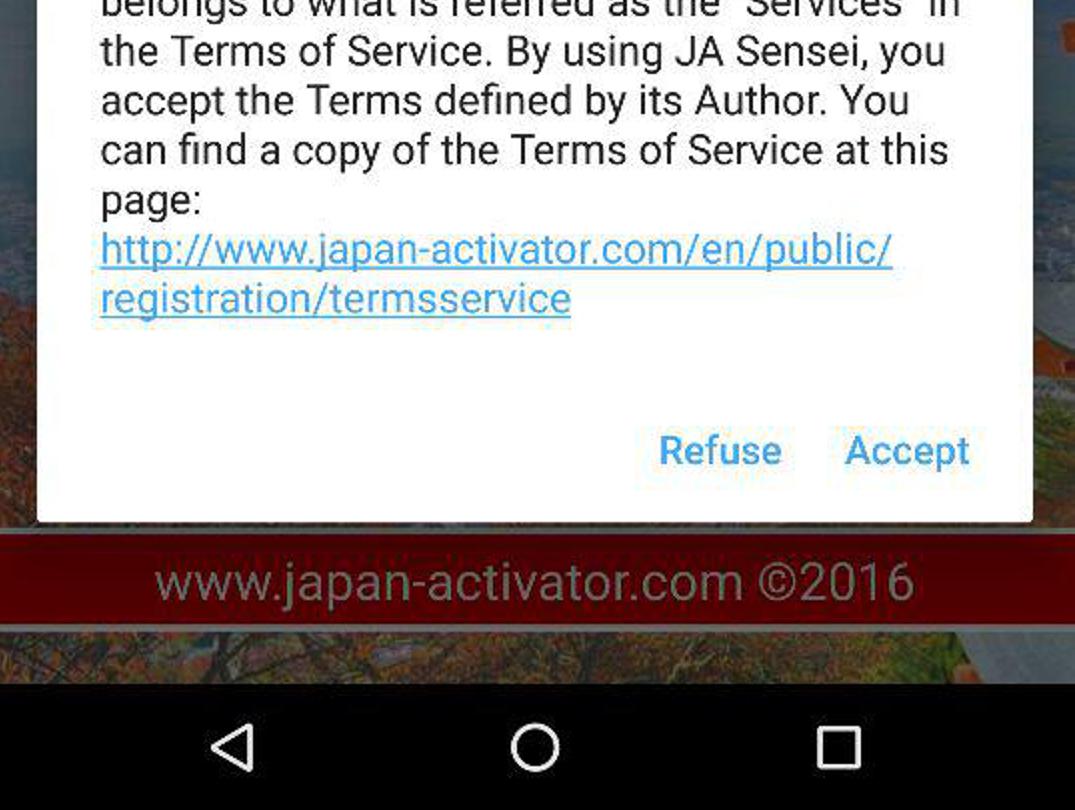 belongs to what is referred as the "Services" in
the Terms of Service. By using JA Sensei, you
accept the Terms defined by its Author. You
can find a copy of the Terms of Service at this
page:
http://www.japan-activator.com/en/public/
registration/termsservice
Refuse Accept
www.japan-activator.com ©2016